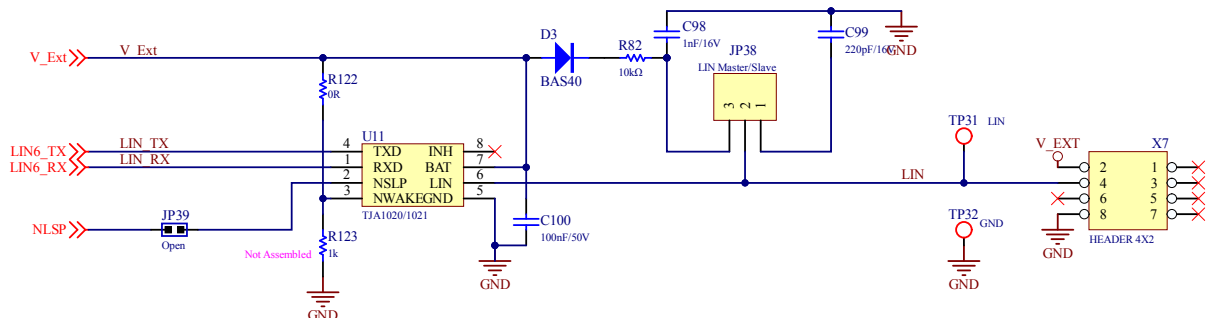 C98
1nF/16V
GND
C99
220pF/16V
D3
BAS40
R82
10kΩ
JP38
LIN Master/Slave
3
2
1
V_Ext
V_Ext
R122
0R
LIN6_TX
LIN_TX
LIN6_RX
LIN_RX
U11
4
TXD
INH
8
1
RXD
BAT
7
2
NSLP
LIN
6
3
NWAKE
GND
5
TJA1020/1021
NLSP
JP39
Open
R123
1k
Not Assembled
GND
C100
100nF/50V
GND
LIN
TP31
LIN
TP32
GND
GND
V_EXT
X7
2
1
4
3
6
5
8
7
GND
HEADER 4X2